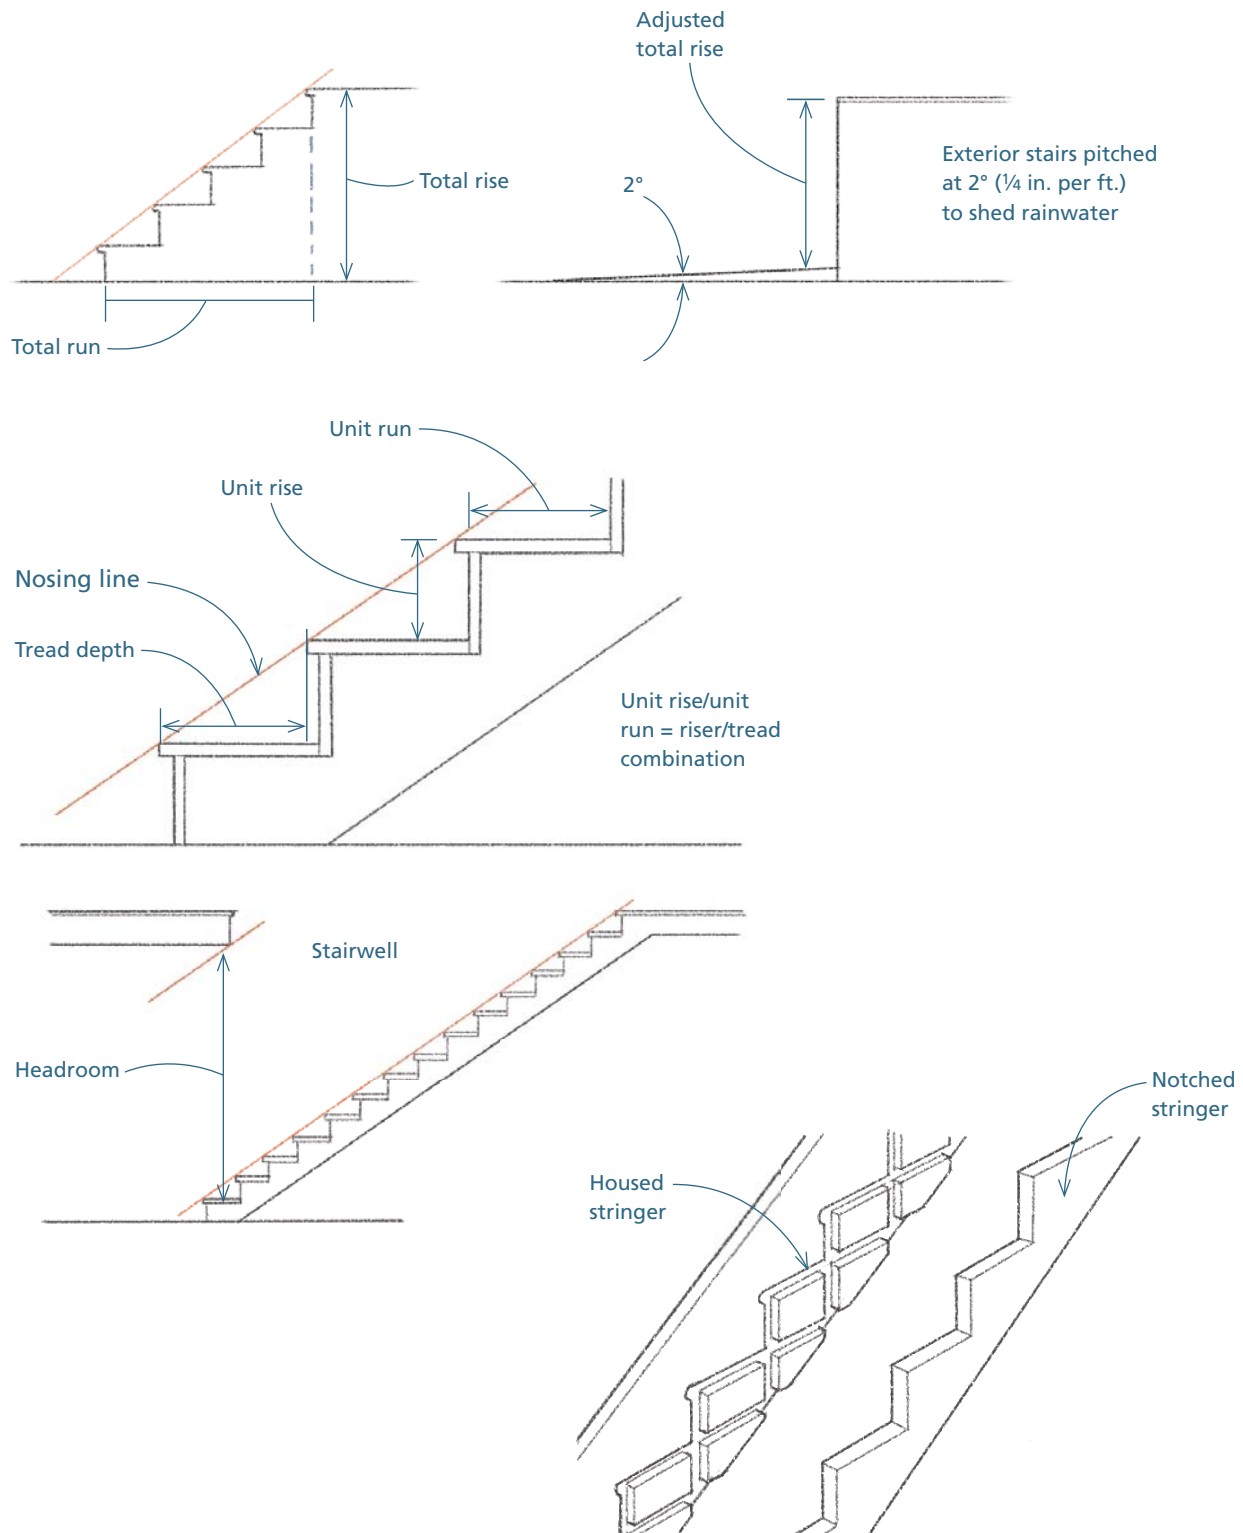 Adjusted
total rise
Total rise
2°
Exterior stairs pitched
at 2° (¼ in. per ft.)
to shed rainwater
Total run
Unit run
Unit rise
Nosing line
Tread depth
Unit rise/unit
run = riser/tread
combination
Stairwell
Headroom
Notched
stringer
Housed
stringer